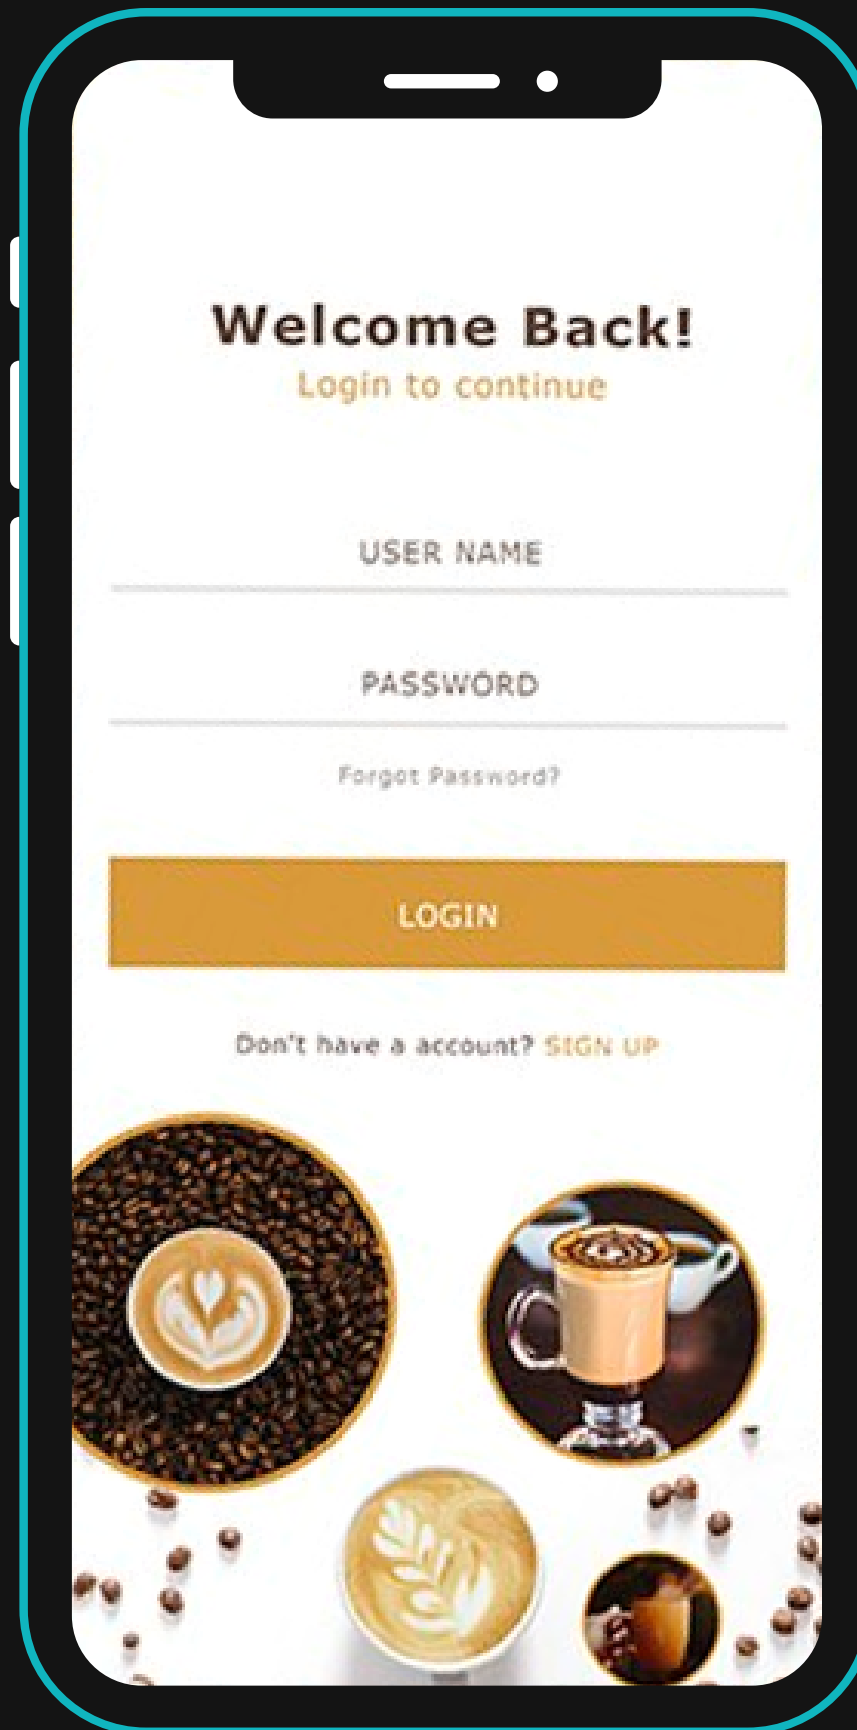 Welcome Back!
Login to continue
USER NAME
PASSWORD
Forgot Password?
LOGIN
Don't have a account? SIGN UP